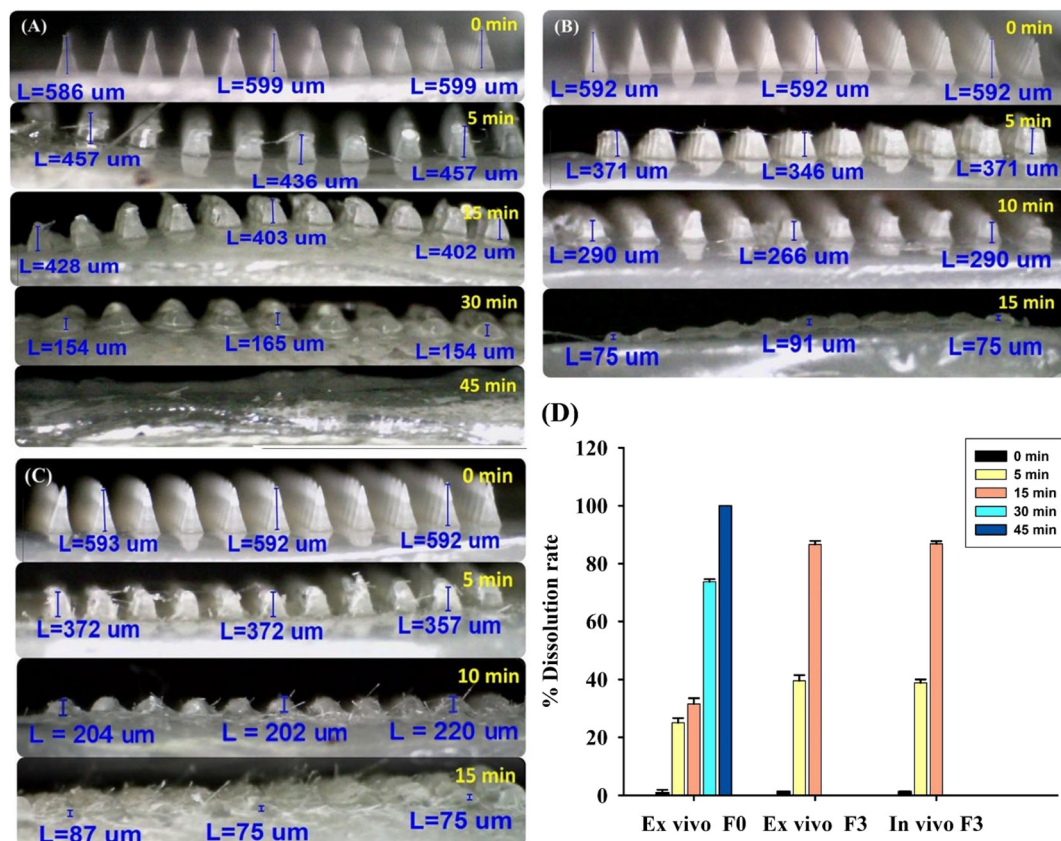 (A)
0 min
L=586 um L=599 um L=599 um
5 min
L=457 um L=436 um L=457 um
15 min
L=428 um L=403 um L=402 um
30 min
L=154 um L=165 um L=154 um
45 min
(B)
0 min
L=592 um L=592 um L=592 um
5 min
L=371 um L=346 um L=371 um
10 min
L=290 um L=266 um L=290 um
15 min
L=75 um L=91 um L=75 um
(C)
0 min
L=593 um L=592 um L=592 um
5 min
L=372 um L=372 um L=357 um
10 min
L = 204 um L = 202 um L = 220 um
15 min
L=87 um L=75 um L=75 um
(D)
% Dissolution rate
120
100
80
60
40
20
0
0 min
5 min
15 min
30 min
45 min
Ex vivo F0 Ex vivo F3 In vivo F3